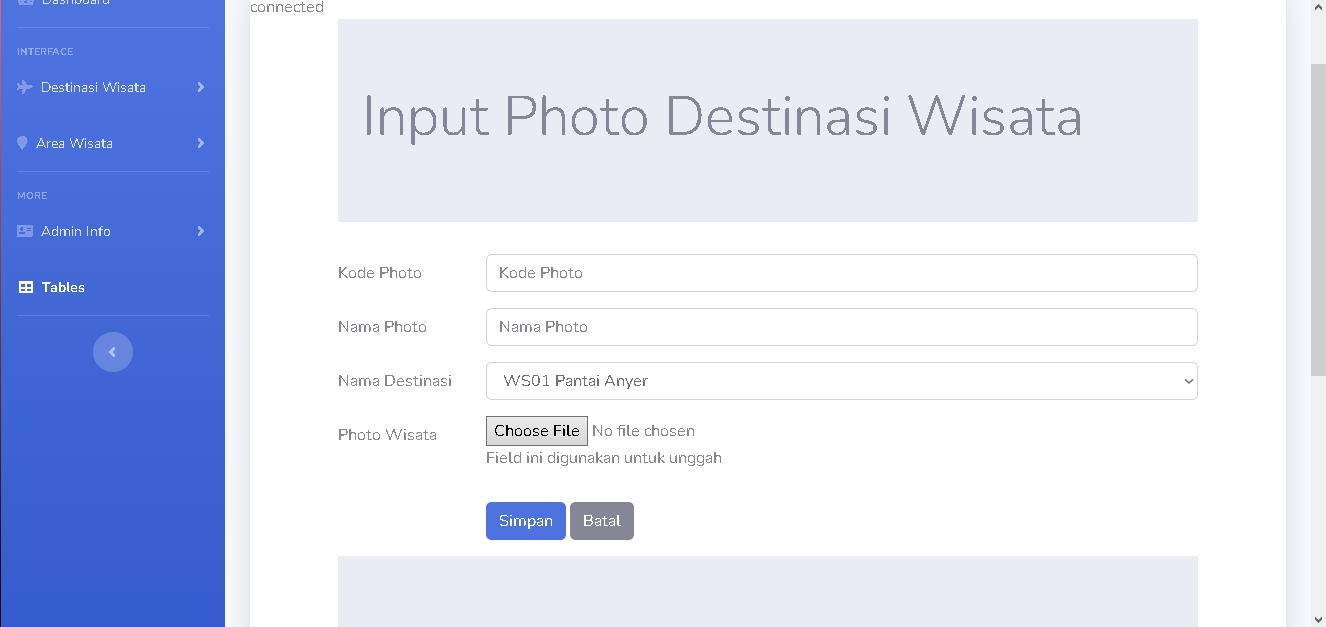 connected
Dashboard
INTERFACE
Destinasi Wisata
Area Wisata
MORE
Admin Info
Tables
Input Photo Destinasi Wisata
Kode Photo
Kode Photo
Nama Photo
Nama Photo
Nama Destinasi
WS01 Pantai Anyer
Photo Wisata
Choose File No file chosen
Field ini digunakan untuk unggah
Simpan Batal